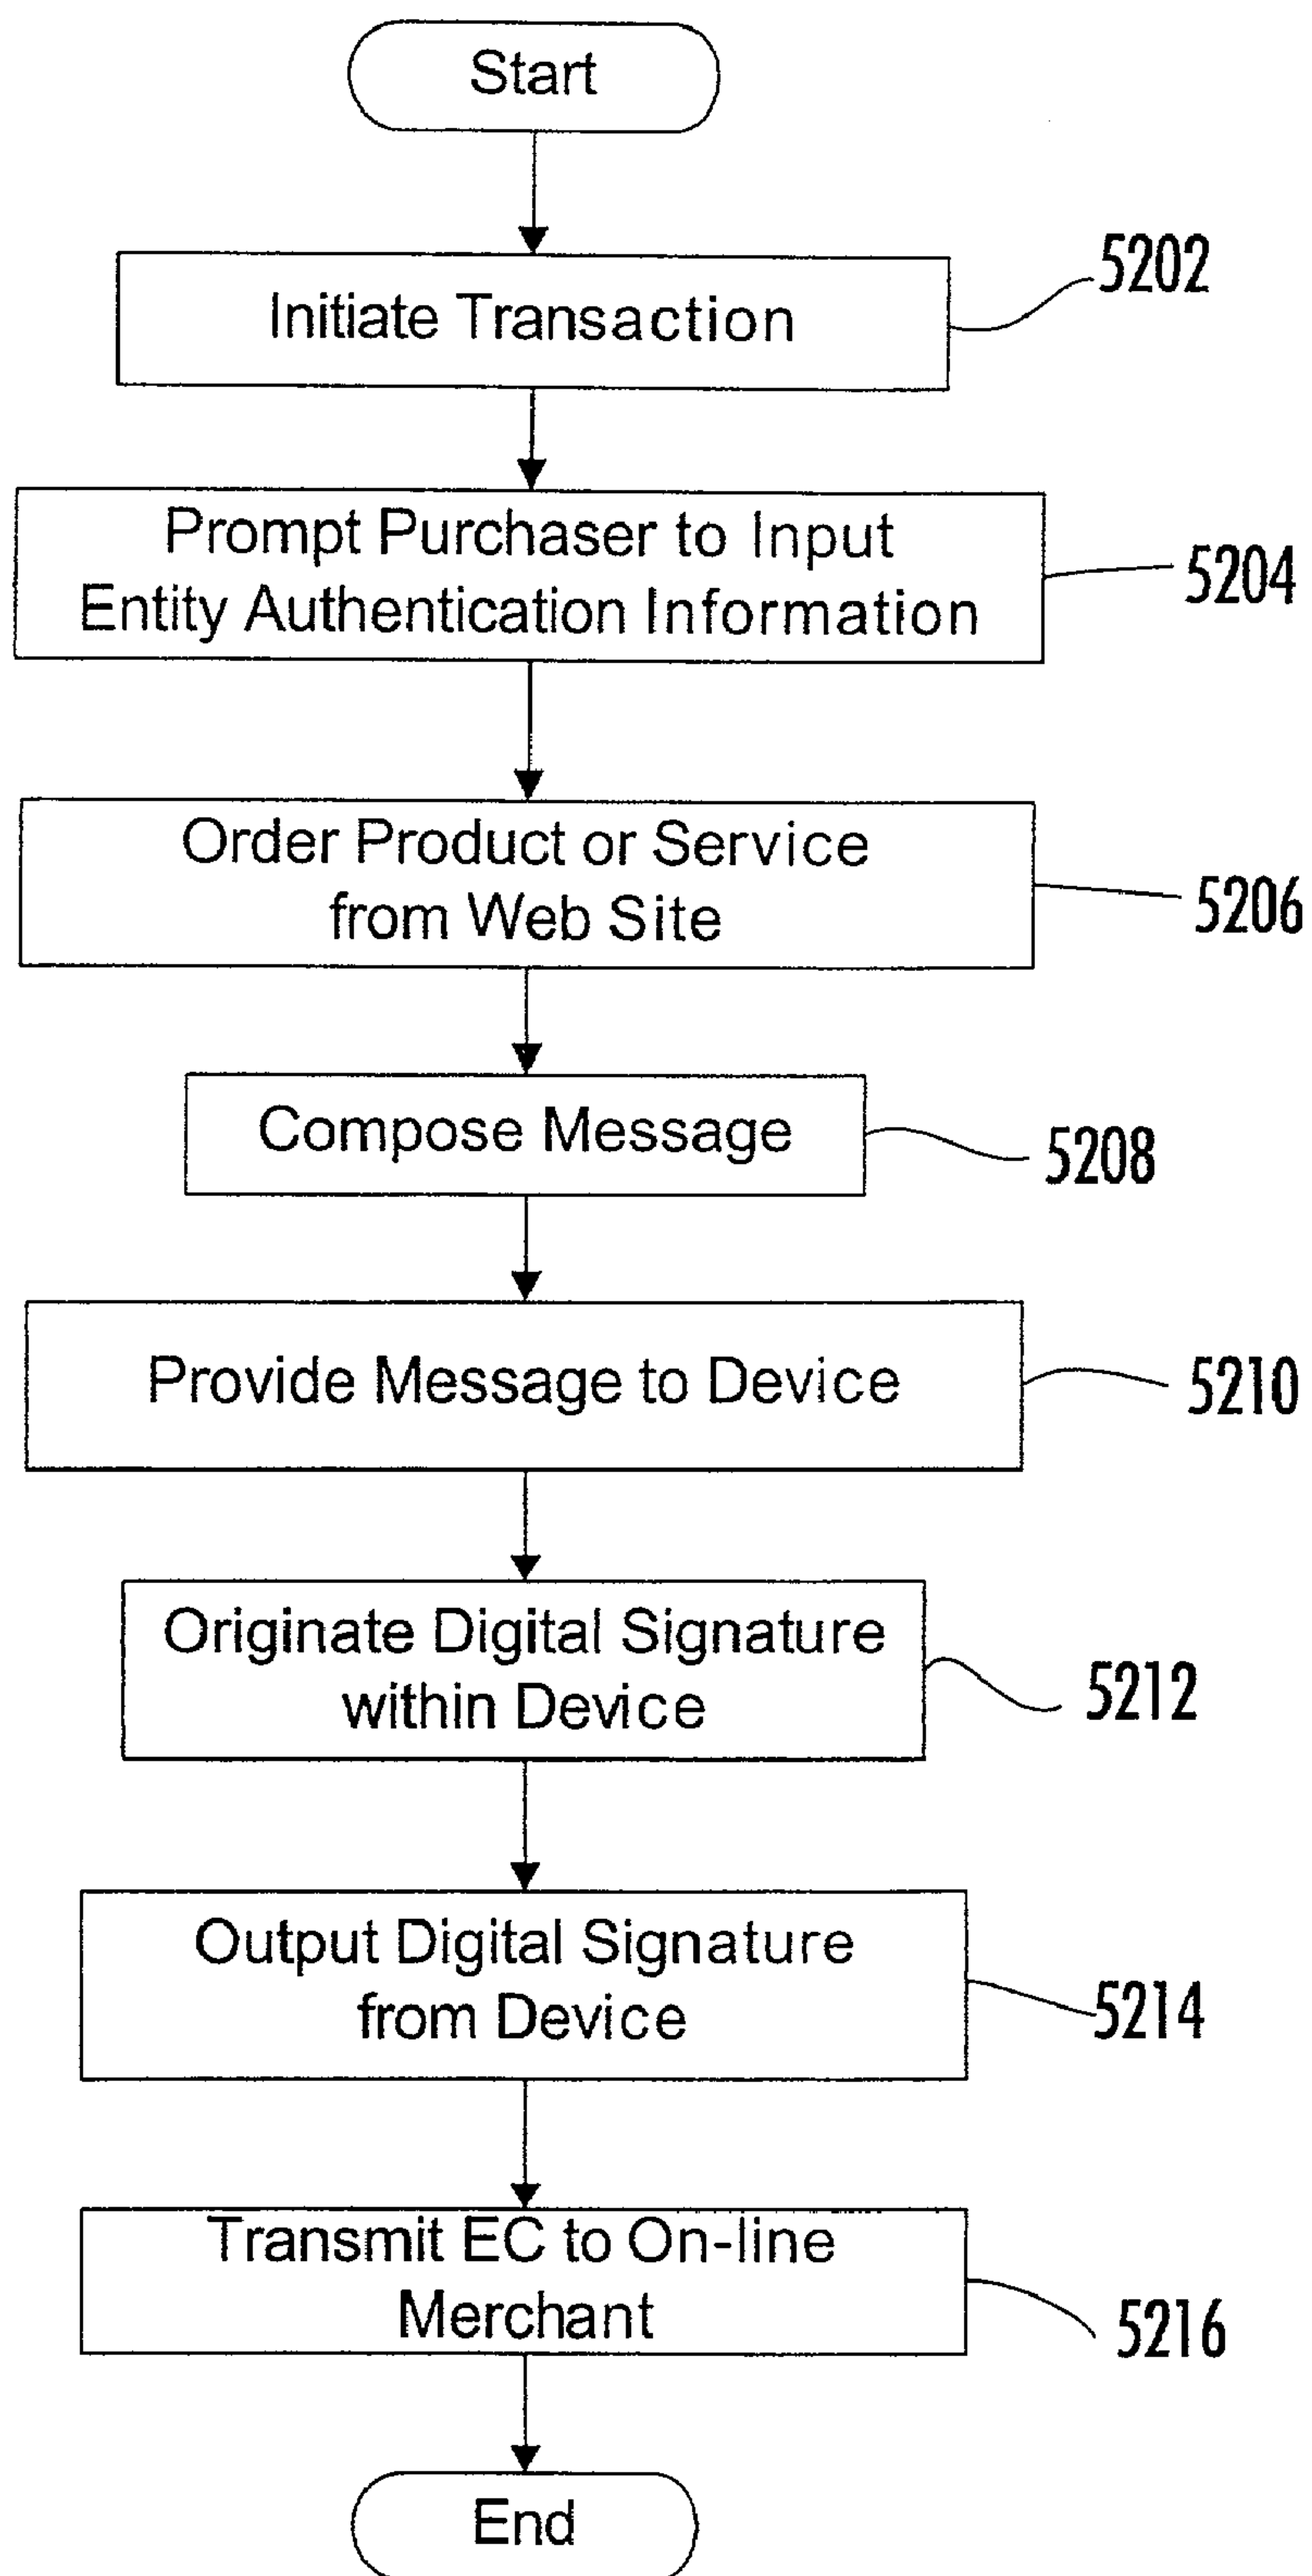 Start
Initiate Transaction
5202
Prompt Purchaser to Input
Entity Authentication Information
5204
Order Product or Service
from Web Site
5206
Compose Message
5208
Provide Message to Device
5210
Originate Digital Signature
within Device
5212
Output Digital Signature
from Device
5214
Transmit EC to On-line
Merchant
5216
End